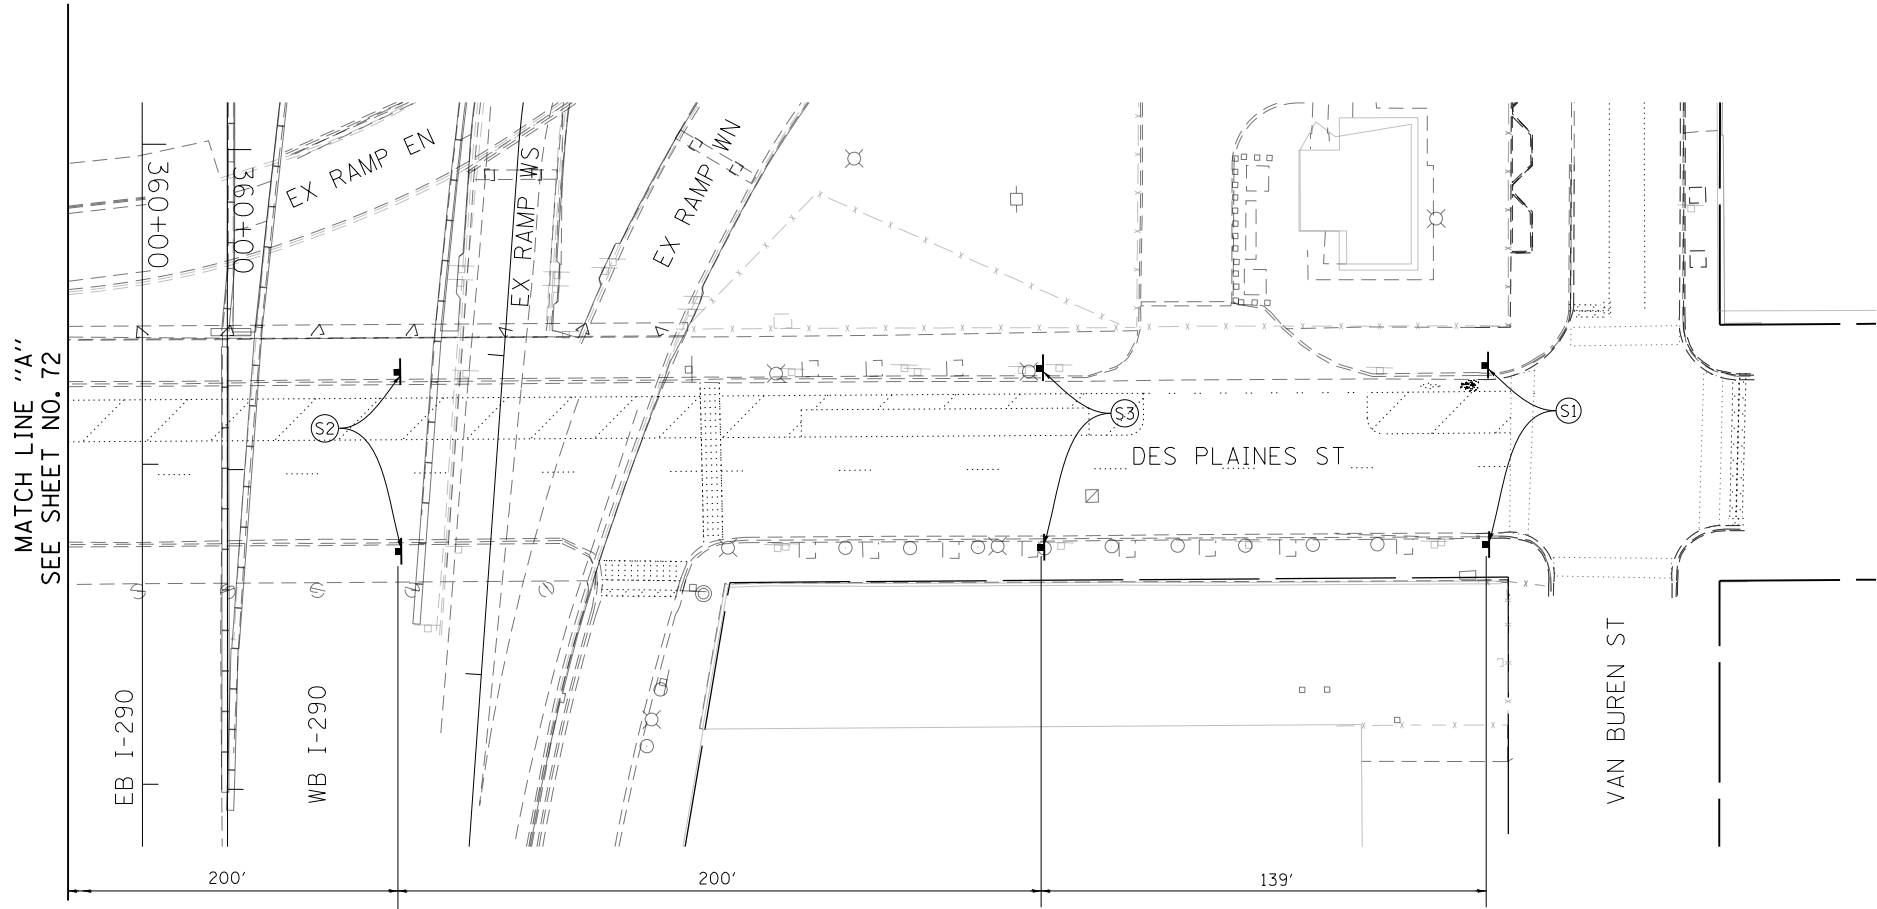 MATCH LINE "A"
SEE SHEET NO. 72
360+00
360+00
EX RAMP EN
EX RAMP WS
EX RAMP WN
S2
S3
S1
DES PLAINES ST
EB I-290
WB I-290
VAN BUREN ST
200'
200'
139'